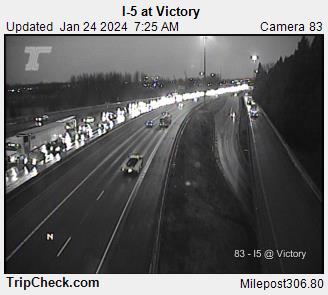 I-5 at Victory
Updated Jan 24 2024 7:25 AM Camera 83
T
N
83 - I5 @ Victory
TripCheck.com Milepost306.80